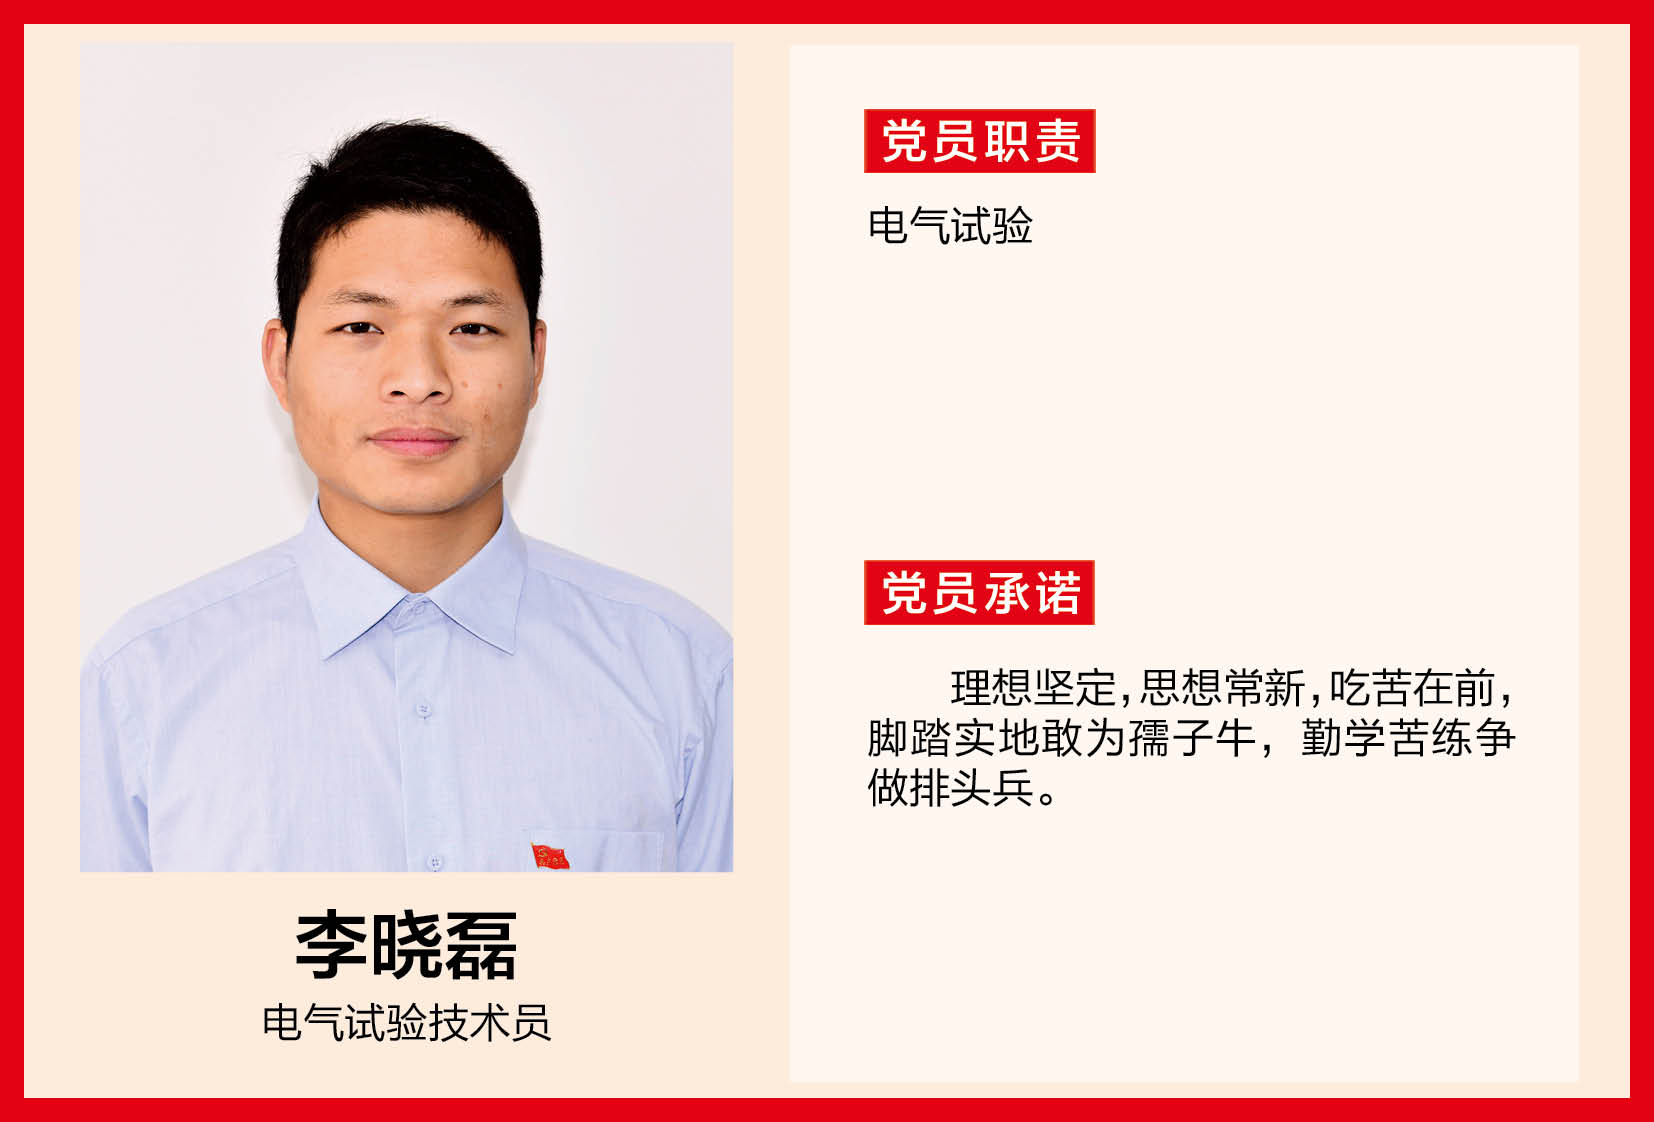 党员职责
电气试验
党员承诺
理想坚定，思想常新，吃苦在前，
脚踏实地敢为孺子牛，勤学苦练争
做排头兵。
李晓磊
电气试验技术员